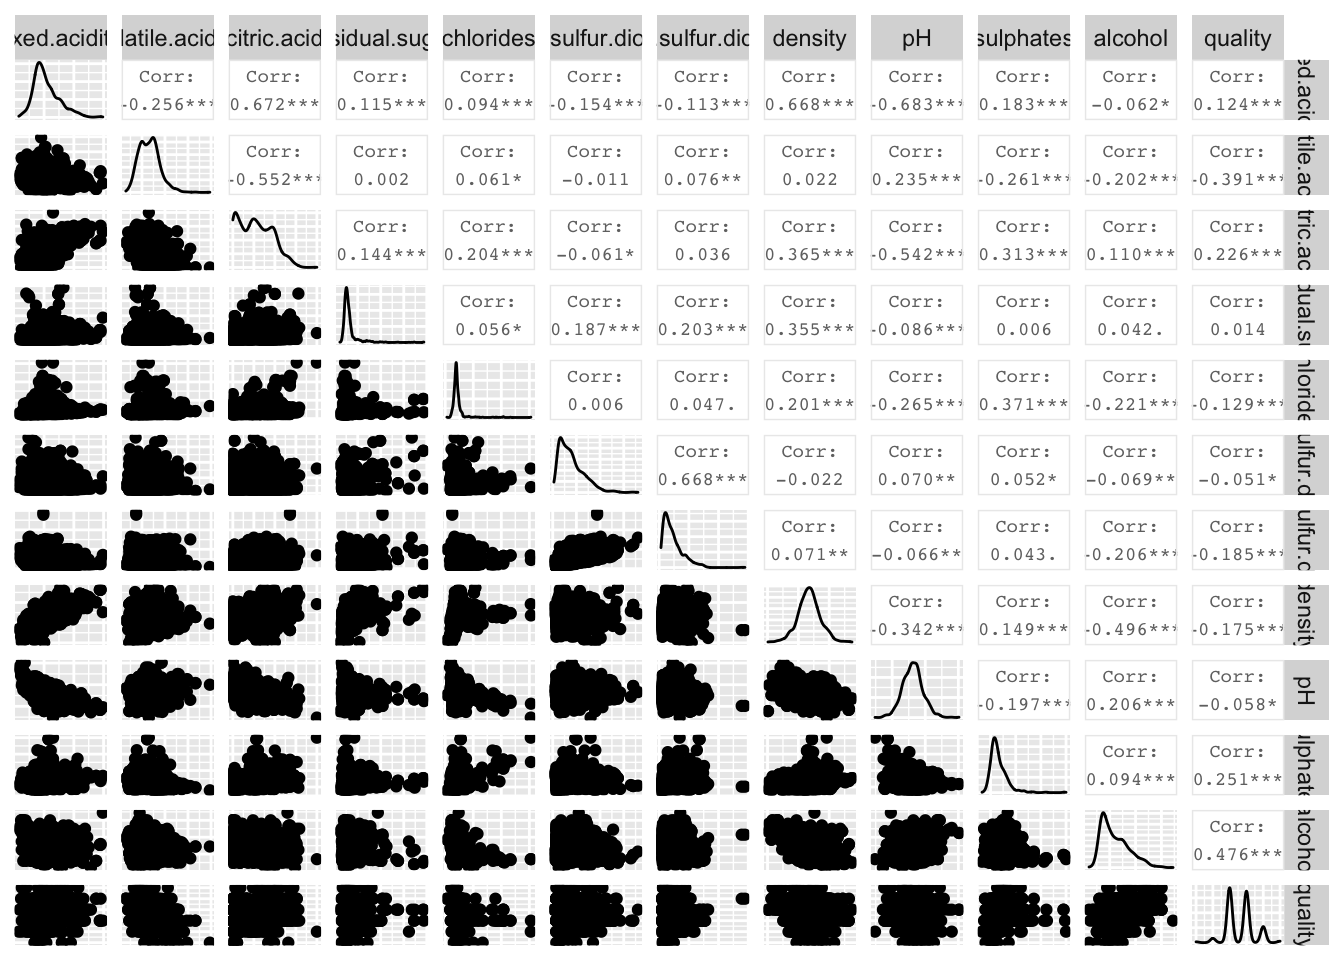 xed.acidit latile.acid citric.acid sidual.sug chlorides sulfur.diox .sulfur.diox density pH sulphates alcohol quality
Corr: Corr: Corr: Corr: Corr: Corr: Corr: Corr: Corr: Corr: Corr:
-0.256*** 0.672*** 0.115*** 0.094*** -0.154*** -0.113*** 0.668*** -0.683*** 0.183*** -0.062* 0.124***
ed.acid
Corr: Corr: Corr: Corr: Corr: Corr: Corr: Corr: Corr: Corr:
-0.552*** 0.002 0.061* -0.011 0.076** 0.022 0.235*** -0.261*** -0.202*** -0.391***
tile.ac
Corr: Corr: Corr: Corr: Corr: Corr: Corr: Corr: Corr:
0.144*** 0.204*** -0.061* 0.036 0.365*** -0.542*** 0.313*** 0.110*** 0.226***
tric.ac
Corr: Corr: Corr: Corr: Corr: Corr: Corr: Corr:
0.056* 0.187*** 0.203*** 0.355*** -0.086*** 0.006 0.042. 0.014
dual.su
Corr: Corr: Corr: Corr: Corr: Corr: Corr:
0.006 0.047. 0.201*** -0.265*** 0.371*** -0.221*** -0.129***
hloride
Corr: Corr: Corr: Corr: Corr: Corr:
0.668*** -0.022 0.070** 0.052* -0.069** -0.051*
ulfur.d
Corr: Corr: Corr: Corr: Corr:
0.071** -0.066** 0.043. -0.206*** -0.185***
ulfur.d
Corr: Corr: Corr: Corr:
-0.342*** 0.149*** -0.496*** -0.175***
density
Corr: Corr: Corr:
-0.197*** 0.206*** -0.058*
pH
Corr: Corr:
0.094*** 0.251***
ulphate
Corr:
0.476***
alcoho
quality